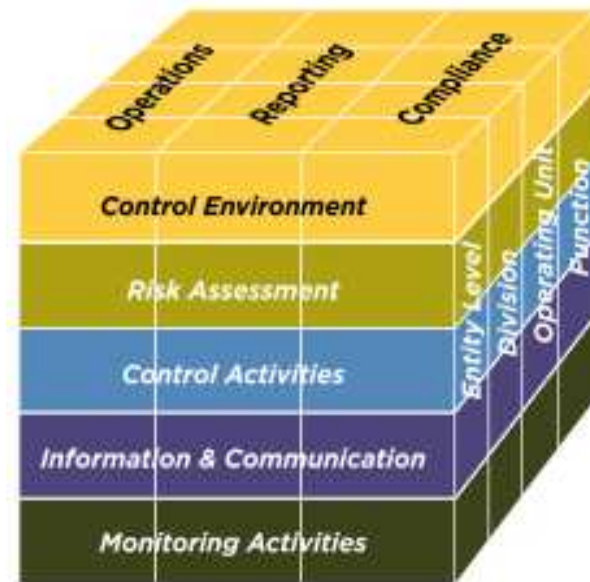 Operations
Reporting
Compliance
Control Environment
Risk Assessment
Control Activities
Information & Communication
Monitoring Activities
Entity Level
Division
Operating Unit
Function